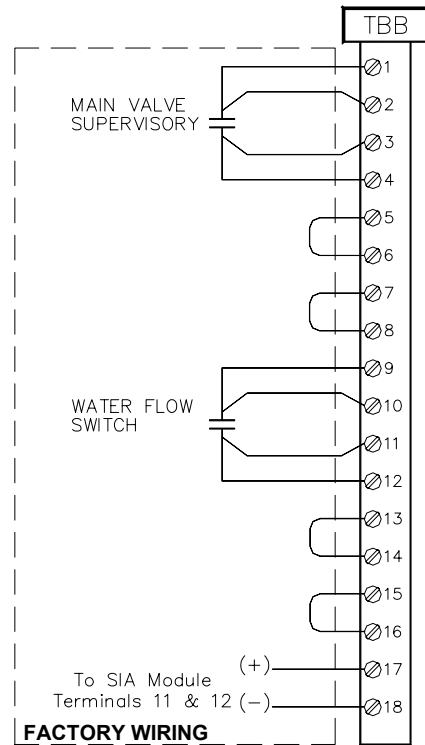 TBB
1
MAIN VALVE
SUPERVISORY
2
3
4
5
6
7
8
9
WATER FLOW
SWITCH
10
11
12
13
14
15
16
To SIA Module
(+)
17
Terminals 11 & 12 (−)
18
FACTORY WIRING